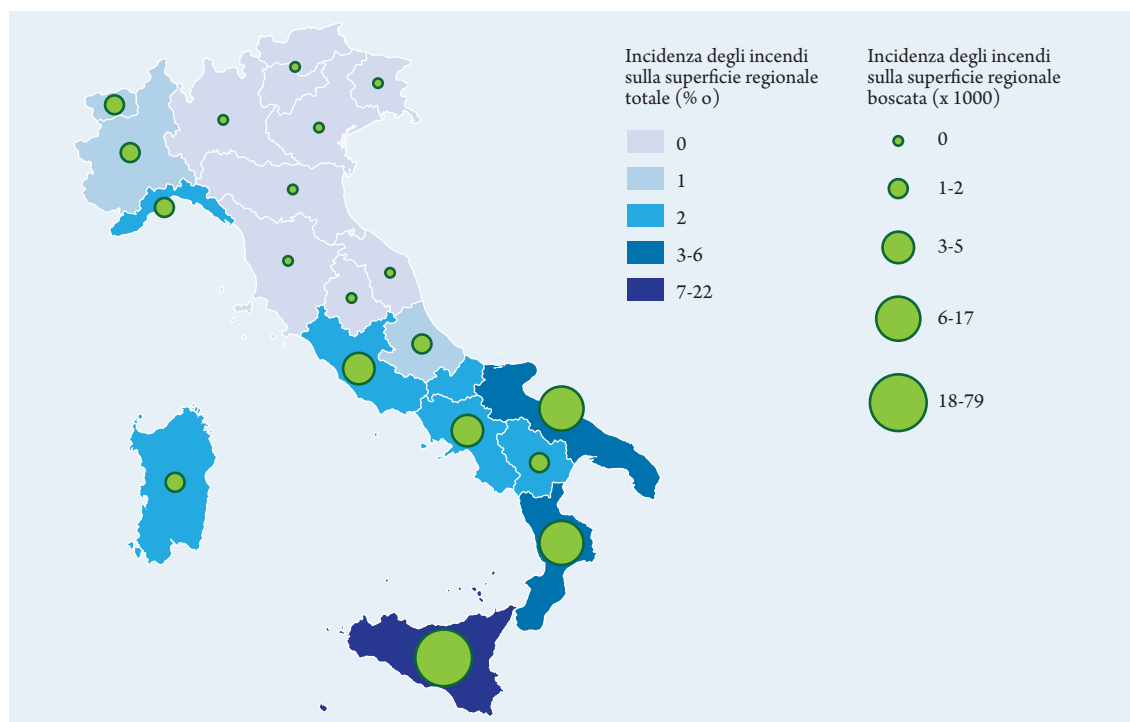 Incidenza degli incendi
sulla superficie regionale
totale (% o)
0
1
2
3-6
7-22
Incidenza degli incendi
sulla superficie regionale
boscata (x 1000)
0
1-2
3-5
6-17
18-79